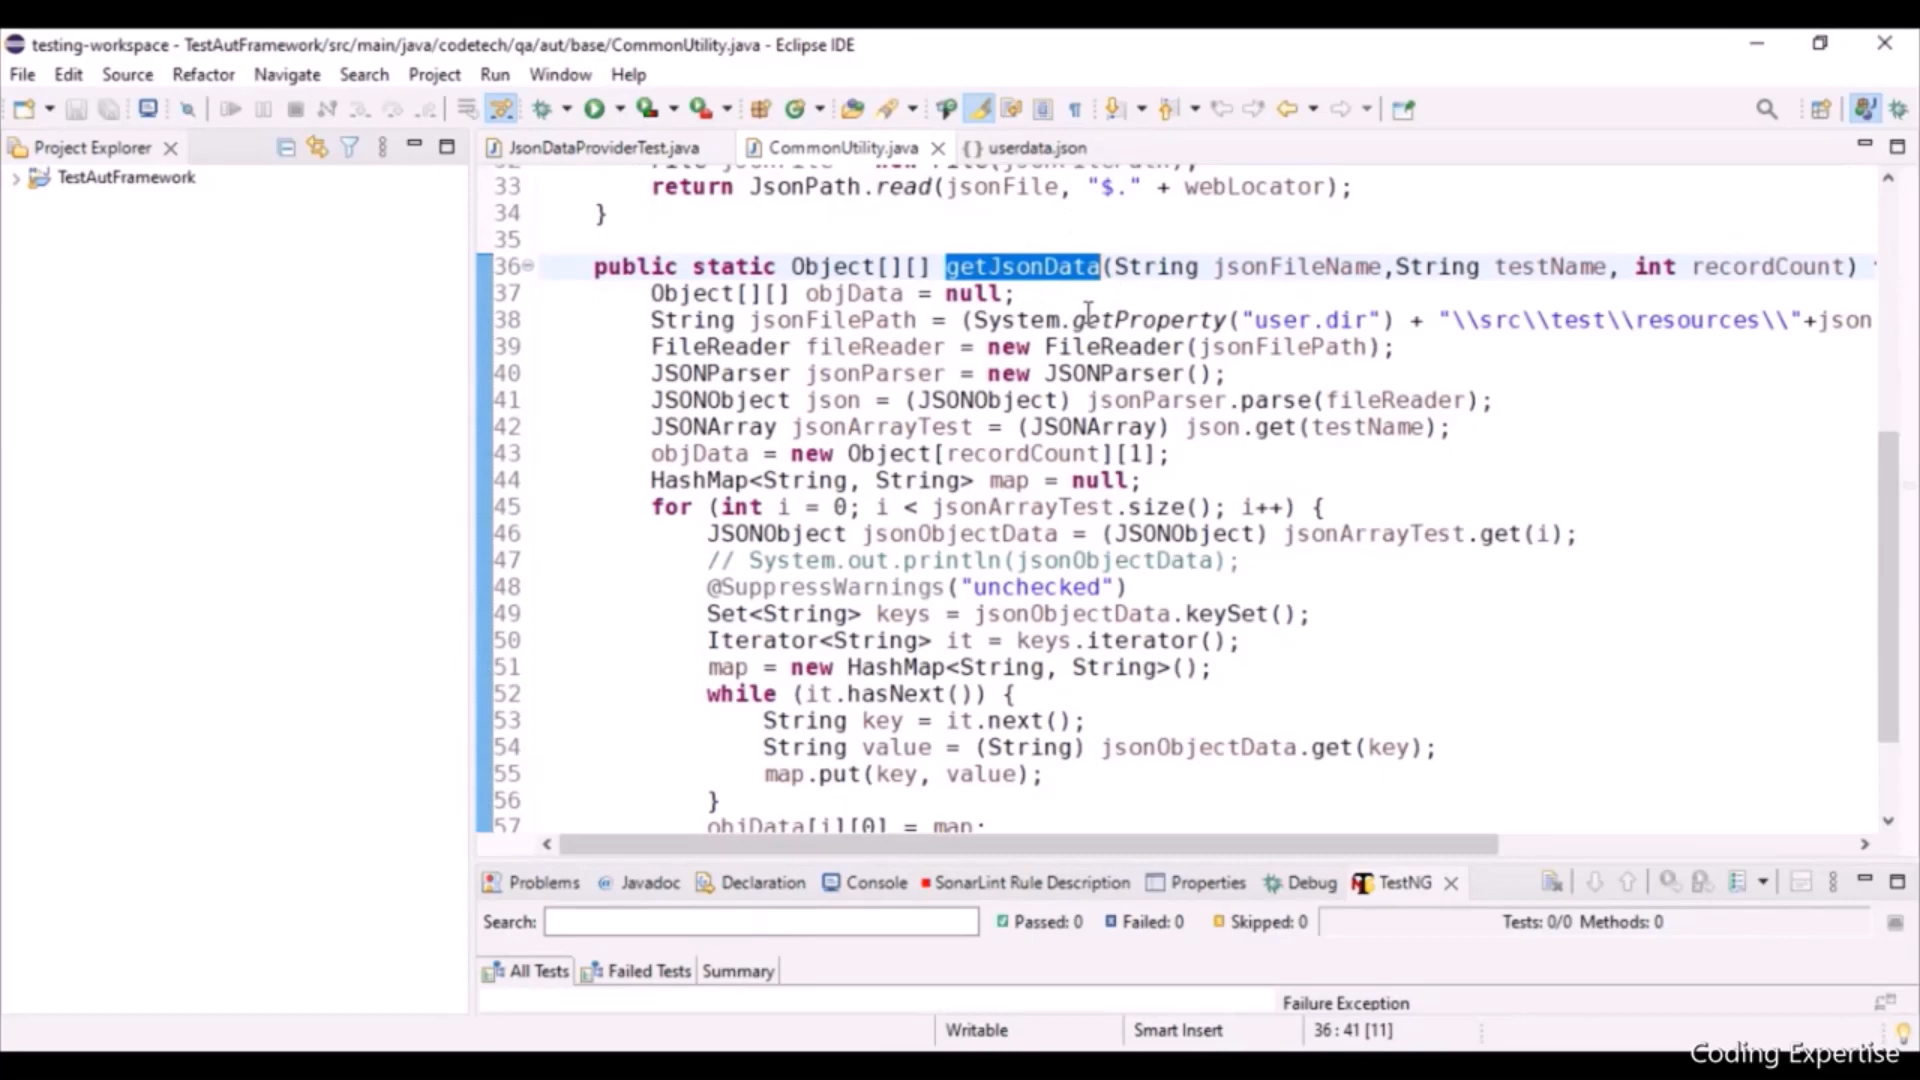 testing-workspace - TestAutFramework/src/main/java/codetech/qa/aut/base/CommonUtility.java - Eclipse IDE
File Edit Source Refactor Navigate Search Project Run Window Help
Project Explorer
JsonDataProviderTest.java CommonUtility.java {} userdata.json
TestAutFramework
33 return JsonPath.read(jsonFile, "$." + webLocator);
34 }
35
36 public static Object[][] getJsonData(String jsonFileName,String testName, int recordCount)
37 Object[][] objData = null;
38 String jsonFilePath = (System.getProperty("user.dir") + "\\src\\test\\resources\\"+json
39 FileReader fileReader = new FileReader(jsonFilePath);
40 JSONParser jsonParser = new JSONParser();
41 JSONObject json = (JSONObject) jsonParser.parse(fileReader);
42 JSONArray jsonArrayTest = (JSONArray) json.get(testName);
43 objData = new Object[recordCount][1];
44 HashMap<String, String> map = null;
45 for (int i = 0; i < jsonArrayTest.size(); i++) {
46 JSONObject jsonObjectData = (JSONObject) jsonArrayTest.get(i);
47 // System.out.println(jsonObjectData);
48 @SuppressWarnings("unchecked")
49 Set<String> keys = jsonObjectData.keySet();
50 Iterator<String> it = keys.iterator();
51 map = new HashMap<String, String>();
52 while (it.hasNext()) {
53 String key = it.next();
54 String value = (String) jsonObjectData.get(key);
55 map.put(key, value);
56 }
57 objData[i][0] = map;
Problems @ Javadoc Declaration Console SonarLint Rule Description Properties Debug TestNG
Search: Passed: 0 Failed: 0 Skipped: 0 Tests: 0/0 Methods: 0
All Tests Failed Tests Summary
Failure Exception
Writable Smart Insert 36 : 41 [11]
Coding Expertise